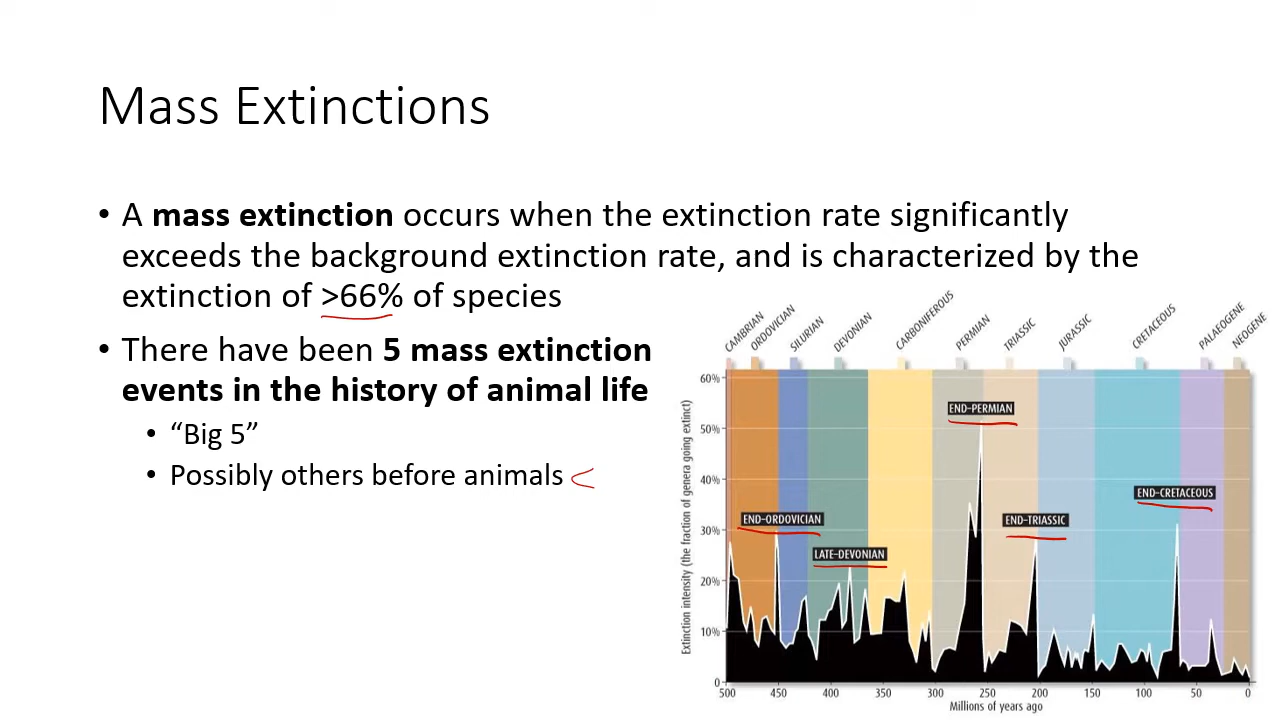 Mass Extinctions
• A mass extinction occurs when the extinction rate significantly
exceeds the background extinction rate, and is characterized by the
extinction of >66% of species
• There have been 5 mass extinction
events in the history of animal life
• “Big 5”
• Possibly others before animals
CAMBRIAN
ORDOVICIAN
SILURIAN
DEVONIAN
CARBONIFEROUS
PERMIAN
TRIASSIC
JURASSIC
CRETACEOUS
PALAEOGENE
NEOGENE
Extinction intensity (the fraction of genera going extinct)
60%
50%
40%
30%
20%
10%
0
END-PERMIAN
END-CRETACEOUS
END-ORDOVICIAN
END-TRIASSIC
LATE-DEVONIAN
500 450 400 350 300 250 200 150 100 50 0
Millions of years ago